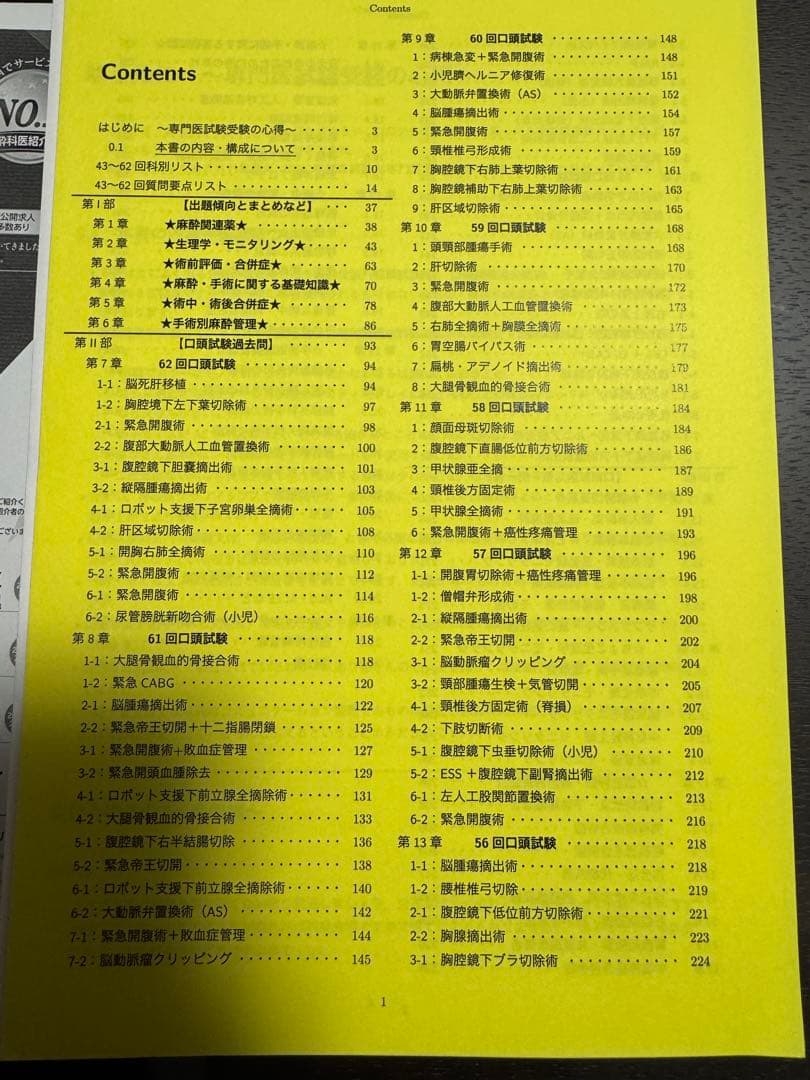 Contents
Contents
はじめに ～専門医試験受験の心得～ ······ 3
0.1 本書の内容・構成について ······ 3
43～62回科別リスト ··············· 10
43～62回質問要点リスト ··········· 14
第I部 【出題傾向とまとめなど】 ··· 37
第1章 ★麻酔関連薬★ ·········· 38
第2章 ★生理学・モニタリング★ ····· 43
第3章 ★術前評価・合併症★ ······ 63
第4章 ★麻酔・手術に関する基礎知識★ 70
第5章 ★術中・術後合併症★ ······ 78
第6章 ★手術別麻酔管理★ ········ 86
第II部 【口頭試験過去問】 ········ 93
第7章 62回口頭試験 ············ 94
1-1：脳死肝移植 ················ 94
1-2：胸腔境下左下葉切除術 ·········· 97
2-1：緊急開腹術 ················ 98
2-2：腹部大動脈人工血管置換術 ······· 100
3-1：腹腔鏡下胆嚢摘出術 ··········· 101
3-2：縦隔腫瘍摘出術 ·············· 103
4-1：ロボット支援下子宮卵巣全摘術 ······ 105
4-2：肝区域切除術 ··············· 108
5-1：開胸右肺全摘術 ·············· 110
5-2：緊急開腹術 ················ 112
6-1：緊急開腹術 ················ 114
6-2：尿管膀胱新吻合術（小児） ········ 116
第8章 61回口頭試験 ············ 118
1-1：大腿骨観血的骨接合術 ·········· 118
1-2：緊急CABG ················ 120
2-1：脳腫瘍摘出術 ··············· 122
2-2：緊急帝王切開＋十二指腸閉鎖 ······ 125
3-1：緊急開腹術+敗血症管理 ········· 127
3-2：緊急開頭血腫除去 ············ 129
4-1：ロボット支援下前立腺全摘除術 ······ 131
4-2：大腿骨観血的骨接合術 ·········· 133
5-1：腹腔鏡下右半結腸切除 ·········· 136
5-2：緊急帝王切開 ··············· 138
6-1：ロボット支援下前立腺全摘除術 ······ 140
6-2：大動脈弁置換術（AS） ·········· 142
7-1：緊急開腹術＋敗血症管理 ········· 144
7-2：脳動脈瘤クリッピング ·········· 145
第9章 60回口頭試験 ············ 148
1：病棟急変＋緊急開腹術 ··········· 148
2：小児臍ヘルニア修復術 ··········· 151
3：大動脈弁置換術（AS） ··········· 152
4：脳腫瘍摘出術 ················ 154
5：緊急開腹術 ················· 157
6：頸椎椎弓形成術 ··············· 159
7：胸腔鏡下右肺上葉切除術 ·········· 161
8：胸腔鏡補助下右肺上葉切除術 ······· 163
9：肝区域切除術 ················ 165
第10章 59回口頭試験 ············ 168
1：頭頸部腫瘍手術 ··············· 168
2：肝切除術 ··················· 170
3：緊急開腹術 ················· 172
4：腹部大動脈人工血管置換術 ········ 173
5：右肺全摘術＋胸膜全摘術 ·········· 175
6：胃空腸バイパス術 ·············· 177
7：扁桃・アデノイド摘出術 ·········· 179
8：大腿骨観血的骨接合術 ··········· 181
第11章 58回口頭試験 ············ 184
1：顔面母斑切除術 ··············· 184
2：腹腔鏡下直腸低位前方切除術 ······· 186
3：甲状腺亜全摘 ················ 187
4：頸椎後方固定術 ··············· 189
5：甲状腺全摘術 ················ 191
6：緊急開腹術＋癌性疼痛管理 ········ 193
第12章 57回口頭試験 ············ 196
1-1：開腹胃切除術＋癌性疼痛管理 ······ 196
1-2：僧帽弁形成術 ··············· 198
2-1：縦隔腫瘍摘出術 ·············· 200
2-2：緊急帝王切開 ··············· 202
3-1：脳動脈瘤クリッピング ·········· 204
3-2：頸部腫瘍生検＋気管切開 ········· 205
4-1：頸椎後方固定術（脊損） ········· 207
4-2：下肢切断術 ················ 209
5-1：腹腔鏡下虫垂切除術（小児） ······ 210
5-2：ESS＋腹腔鏡下副腎摘出術 ······· 212
6-1：左人工股関節置換術 ··········· 213
6-2：緊急開腹術 ················ 216
第13章 56回口頭試験 ············ 218
1-1：脳腫瘍摘出術 ··············· 218
1-2：腰椎椎弓切除 ··············· 219
2-1：腹腔鏡下低位前方切除術 ········· 221
2-2：胸腺摘出術 ················ 223
3-1：胸腔鏡下ブラ切除術 ··········· 224
1